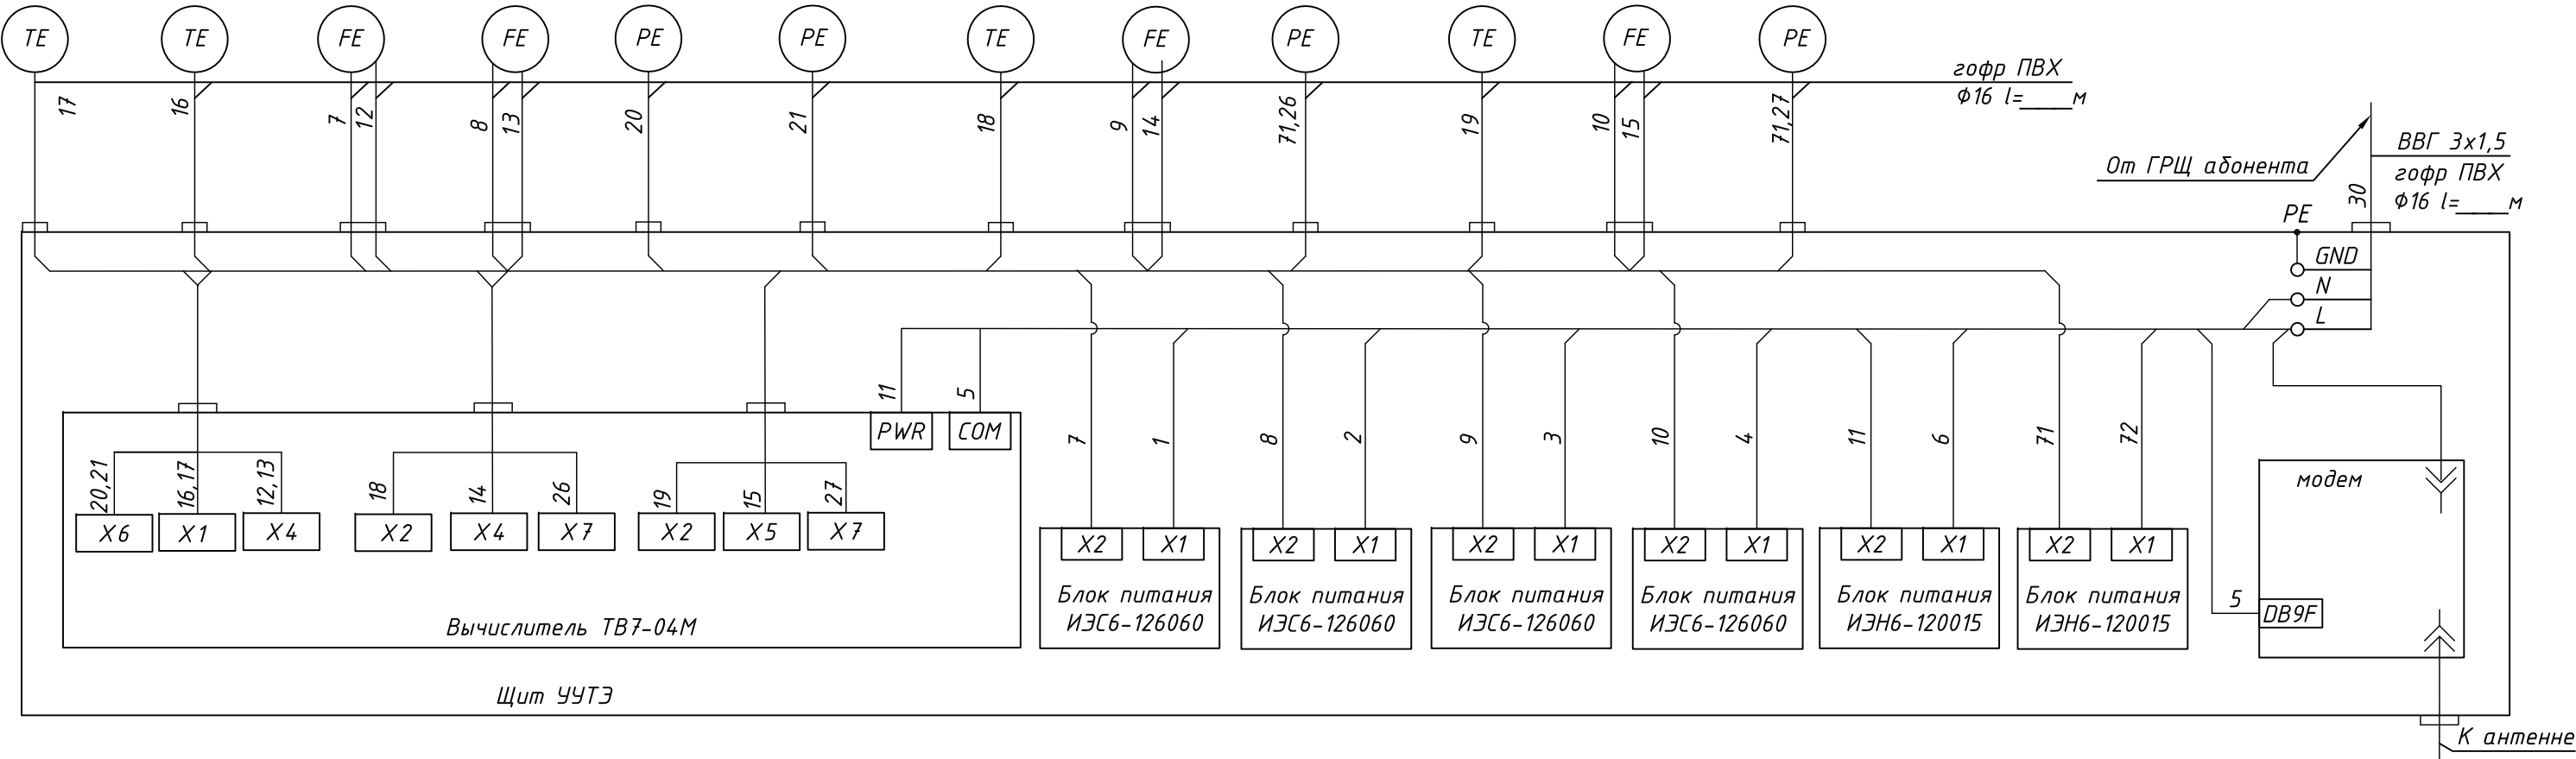 TE TE FE FE PE PE TE FE PE TE FE PE
гофр ПВХ
Ф16 l=____м
17 16 7 12 8 13 20 21 18 9 14 71,26 19 10 15 71,27
ВВГ 3х1,5
От ГРЩ абонента
гофр ПВХ
Ф16 l=____м
30
PE
GND
N
L
11 5
PWR COM
7 1 8 2 9 3 10 4 11 6 71 72
20,21 16,17 12,13 18 14 26 19 15 27
модем
X6 X1 X4 X2 X4 X7 X2 X5 X7
X2 X1 X2 X1 X2 X1 X2 X1 X2 X1 X2 X1
Блок питания
ИЭС6-126060
Блок питания
ИЭС6-126060
Блок питания
ИЭС6-126060
Блок питания
ИЭС6-126060
Блок питания
ИЭН6-120015
Блок питания
ИЭН6-120015
5
DB9F
Вычислитель ТВ7-04М
Щит УУТЭ
К антенне